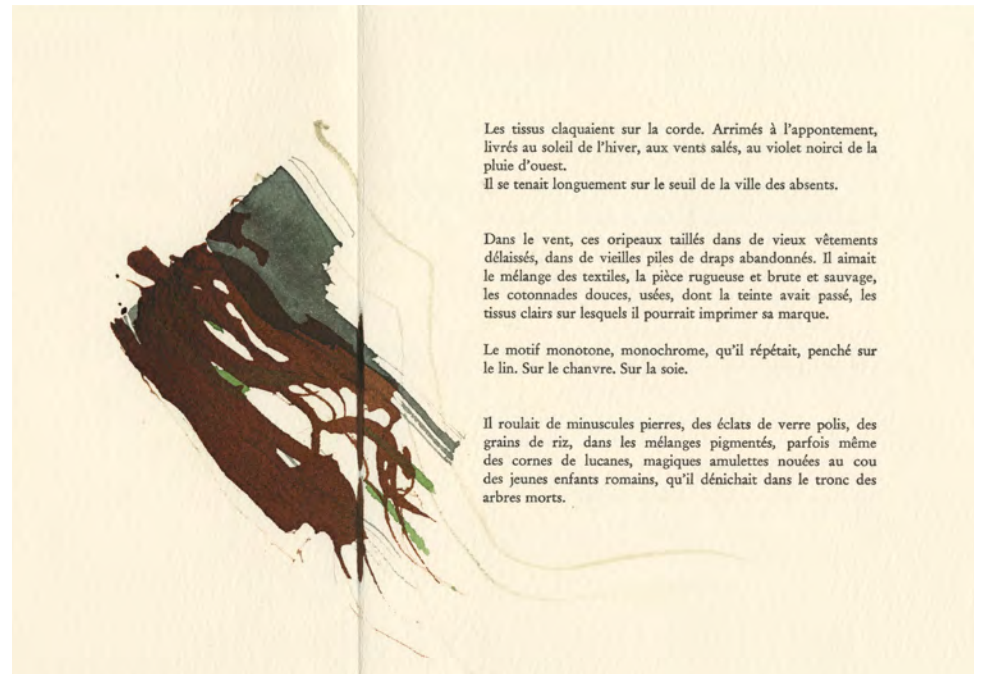 Les tissus claquaient sur la corde. Arrimés à l'appontement,
livrés au soleil de l'hiver, aux vents salés, au violet noirci de la
pluie d'ouest.
Il se tenait longuement sur le seuil de la ville des absents.
Dans le vent, ces oripeaux taillés dans de vieux vêtements
délaissés, dans de vieilles piles de draps abandonnés. Il aimait
le mélange des textiles, la pièce rugueuse et brute et sauvage,
les cotonnades douces, usées, dont la teinte avait passé, les
tissus clairs sur lesquels il pourrait imprimer sa marque.
Le motif monotone, monochrome, qu'il répétait, penché sur
le lin. Sur le chanvre. Sur la soie.
Il roulait de minuscules pierres, des éclats de verre polis, des
grains de riz, dans les mélanges pigmentés, parfois même
des cornes de lucanes, magiques amulettes nouées au cou
des jeunes enfants romains, qu'il dénichait dans le tronc des
arbres morts.